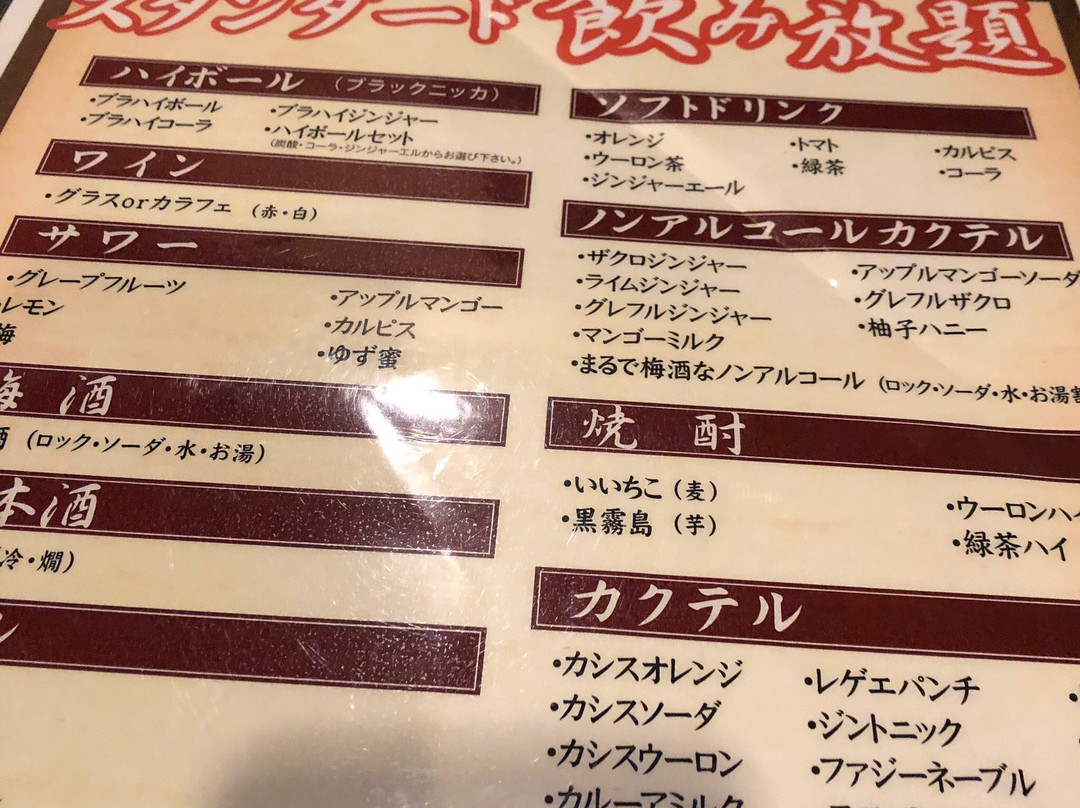 スタンダード飲み放題
ハイボール（ブラックニッカ）
・ブラハイボール ・ブラハイジンジャー
・ブラハイコーラ ・ハイボールセット
（炭酸・コーラ・ジンジャーエルからお選び下さい。）
ワイン
・グラスorカラフェ（赤・白）
サワー
・グレープフルーツ ・アップルマンゴー
レモン ・カルピス
梅 ・ゆず蜜
梅酒
酒（ロック・ソーダ・水・お湯）
本酒
冷・燗）
ソフトドリンク
・オレンジ ・トマト ・カルピス
・ウーロン茶 ・緑茶 ・コーラ
・ジンジャーエール
ノンアルコールカクテル
・ザクロジンジャー ・アップルマンゴーソーダ
・ライムジンジャー ・グレフルザクロ
・グレフルジンジャー ・柚子ハニー
・マンゴーミルク
・まるで梅酒なノンアルコール（ロック・ソーダ・水・お湯割
焼酎
・いいちこ（麦） ・ウーロンハイ
・黒霧島（芋） ・緑茶ハイ
カクテル
・カシスオレンジ ・レゲエパンチ
・カシスソーダ ・ジントニック
・カシスウーロン ・ファジーネーブル
・カルーアミルク